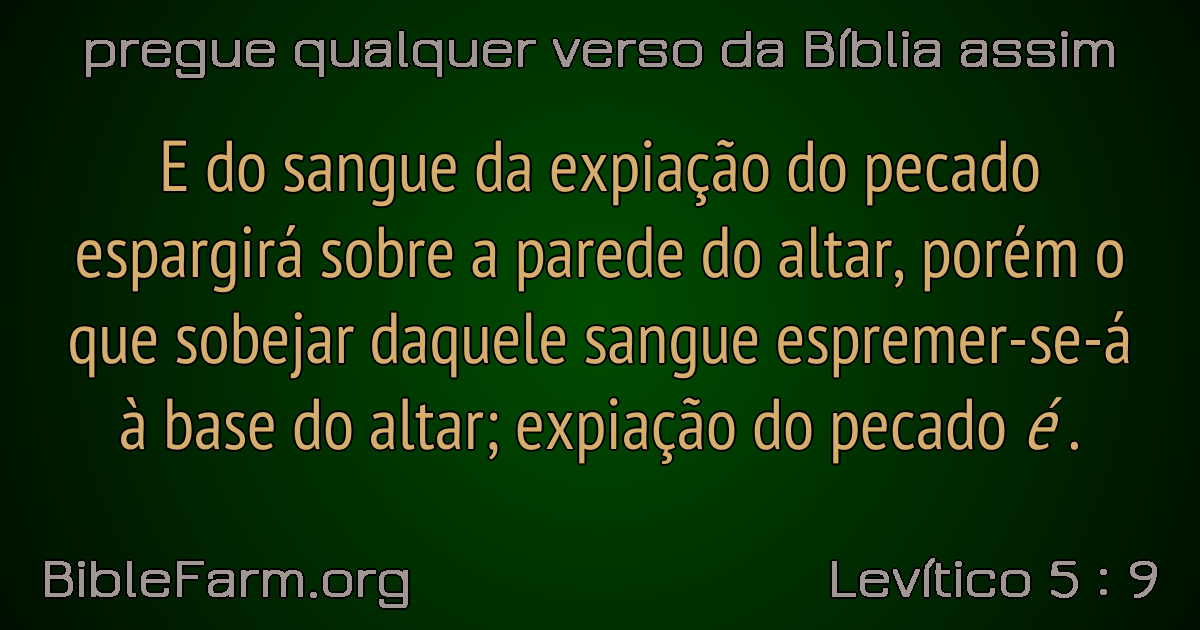 pregue qualquer verso da Bíblia assim
E do sangue da expiação do pecado
espargirá sobre a parede do altar, porém o
que sobejar daquele sangue espremer-se-á
à base do altar; expiação do pecado é .
BibleFarm.org
Levítico 5 : 9